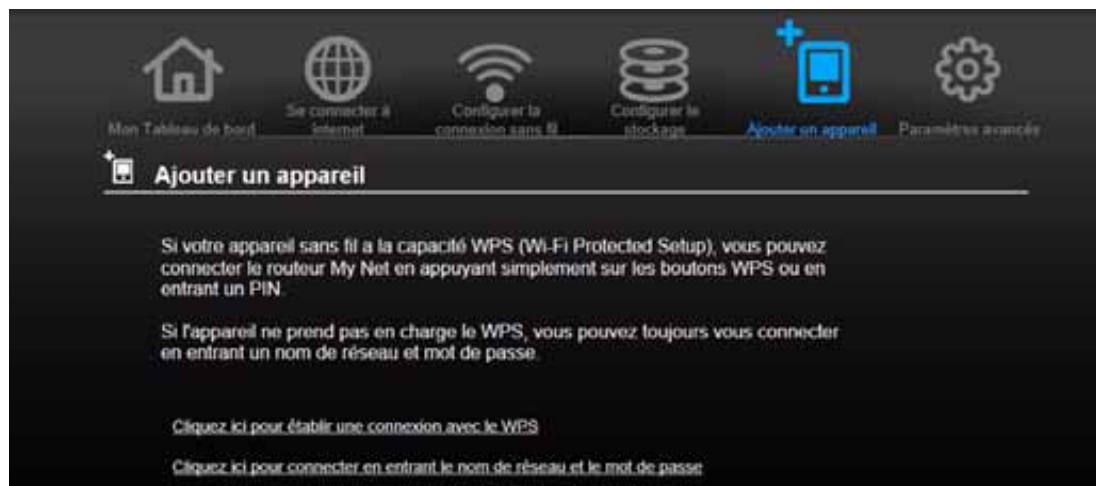 Mon Tableau de bord
Se connecter à
internet
Configurer la
connexion sans fil
Configurer le
stockage
Ajouter un appareil
Paramètres avancés
Ajouter un appareil
Si votre appareil sans fil a la capacité WPS (Wi-Fi Protected Setup), vous pouvez
connecter le routeur My Net en appuyant simplement sur les boutons WPS ou en
entrant un PIN.
Si l'appareil ne prend pas en charge le WPS, vous pouvez toujours vous connecter
en entrant un nom de réseau et mot de passe.
Cliquez ici pour établir une connexion avec le WPS
Cliquez ici pour connecter en entrant le nom de réseau et le mot de passe